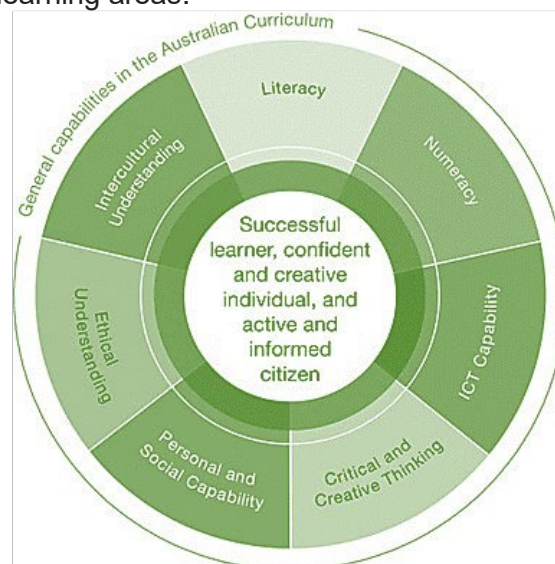 learning areas.
General capabilities in the Australian Curriculum
Literacy
Numeracy
ICT Capability
Critical and
Creative Thinking
Personal and
Social Capability
Ethical
Understanding
Intercultural
Understanding
Successful
learner, confident
and creative
individual, and
active and
informed
citizen